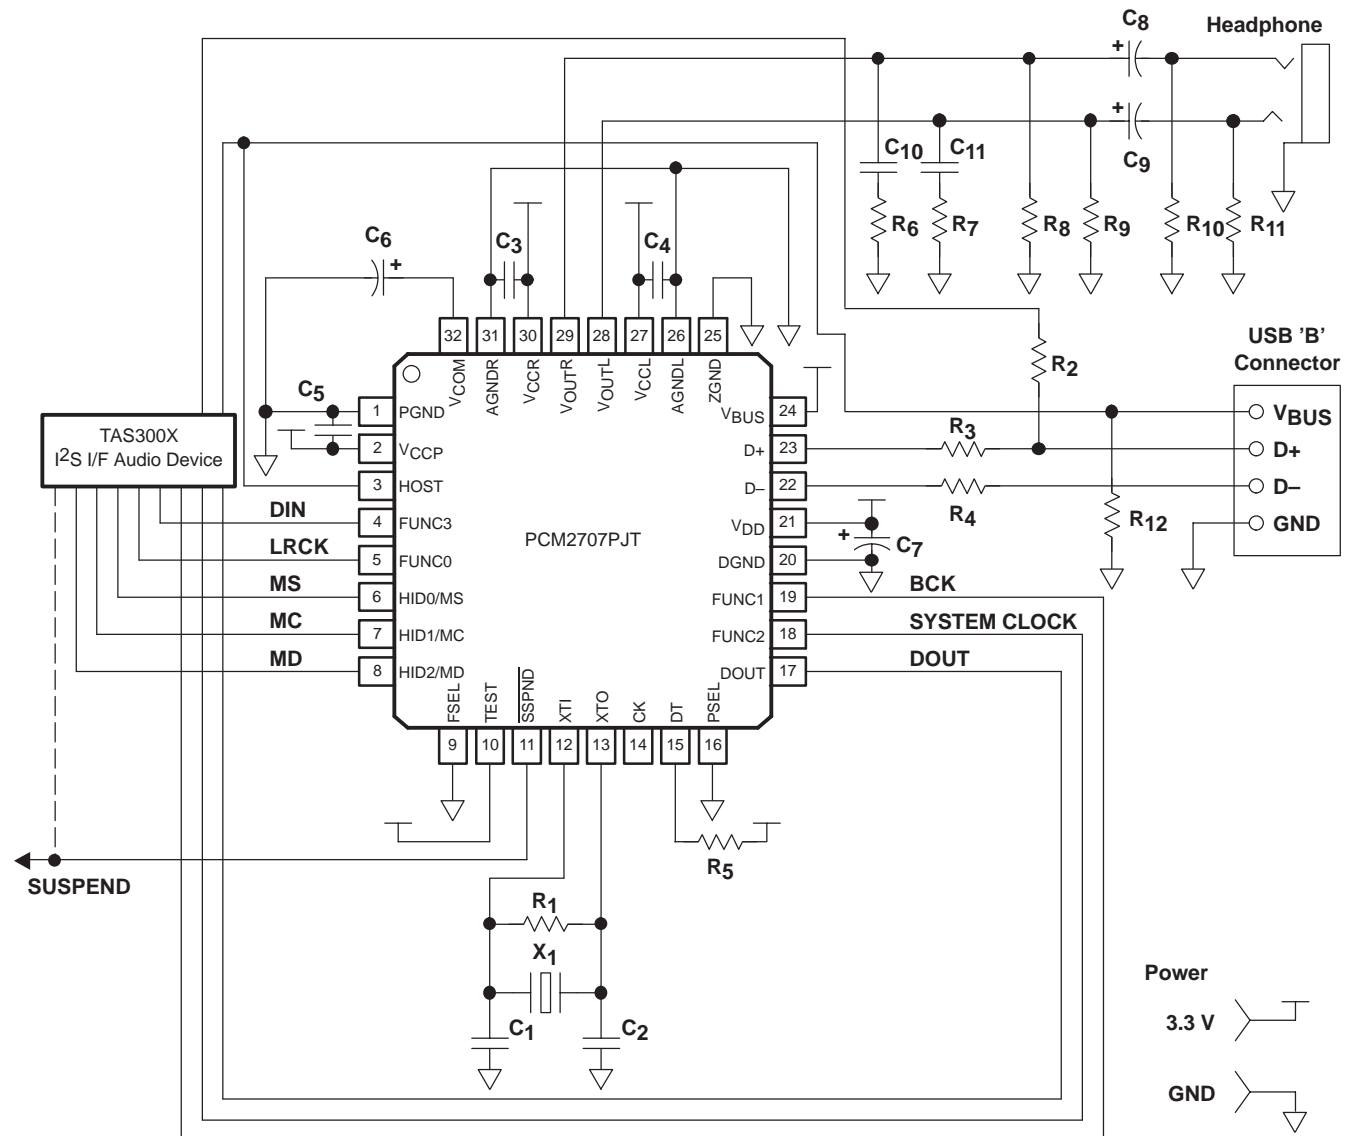 C8
Headphone
+
+
C9
C10
C11
R6
R7
R8
R9
R10
R11
C6
+
C3
C4
32
31
30
29
28
27
26
25
VCOM
AGNDR
VCCR
VOUTR
VOUTL
VCCL
AGNDL
ZGND
USB 'B'
Connector
R2
C5
TAS300X
I2S I/F Audio Device
1 PGND
2 VCCP
3 HOST
DIN 4 FUNC3
LRCK 5 FUNC0
MS 6 HID0/MS
MC 7 HID1/MC
MD 8 HID2/MD
PCM2707PJT
VBUS 24
D+ 23
D– 22
VDD 21
DGND 20
FUNC1 19 BCK
FUNC2 18 SYSTEM CLOCK
DOUT 17 DOUT
R3
R4
+
C7
R12
VBUS
D+
D–
GND
FSEL
TEST
SSPND
XTI
XTO
CK
DT
PSEL
9
10
11
12
13
14
15
16
R5
SUSPEND
R1
X1
C1
C2
Power
3.3 V
GND